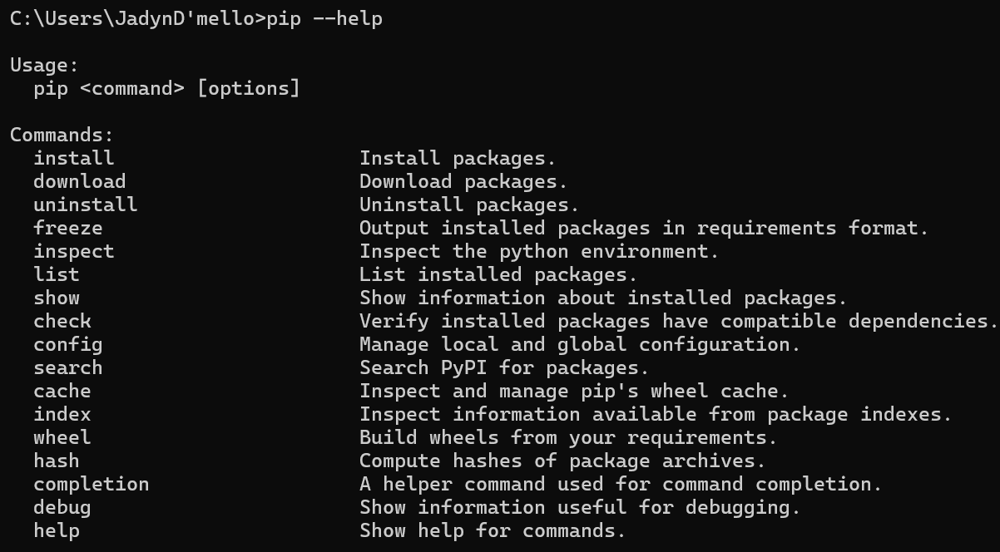 C:\Users\JadynD'mello>pip --help
Usage:
pip <command> [options]
Commands:
install Install packages.
download Download packages.
uninstall Uninstall packages.
freeze Output installed packages in requirements format.
inspect Inspect the python environment.
list List installed packages.
show Show information about installed packages.
check Verify installed packages have compatible dependencies.
config Manage local and global configuration.
search Search PyPI for packages.
cache Inspect and manage pip's wheel cache.
index Inspect information available from package indexes.
wheel Build wheels from your requirements.
hash Compute hashes of package archives.
completion A helper command used for command completion.
debug Show information useful for debugging.
help Show help for commands.